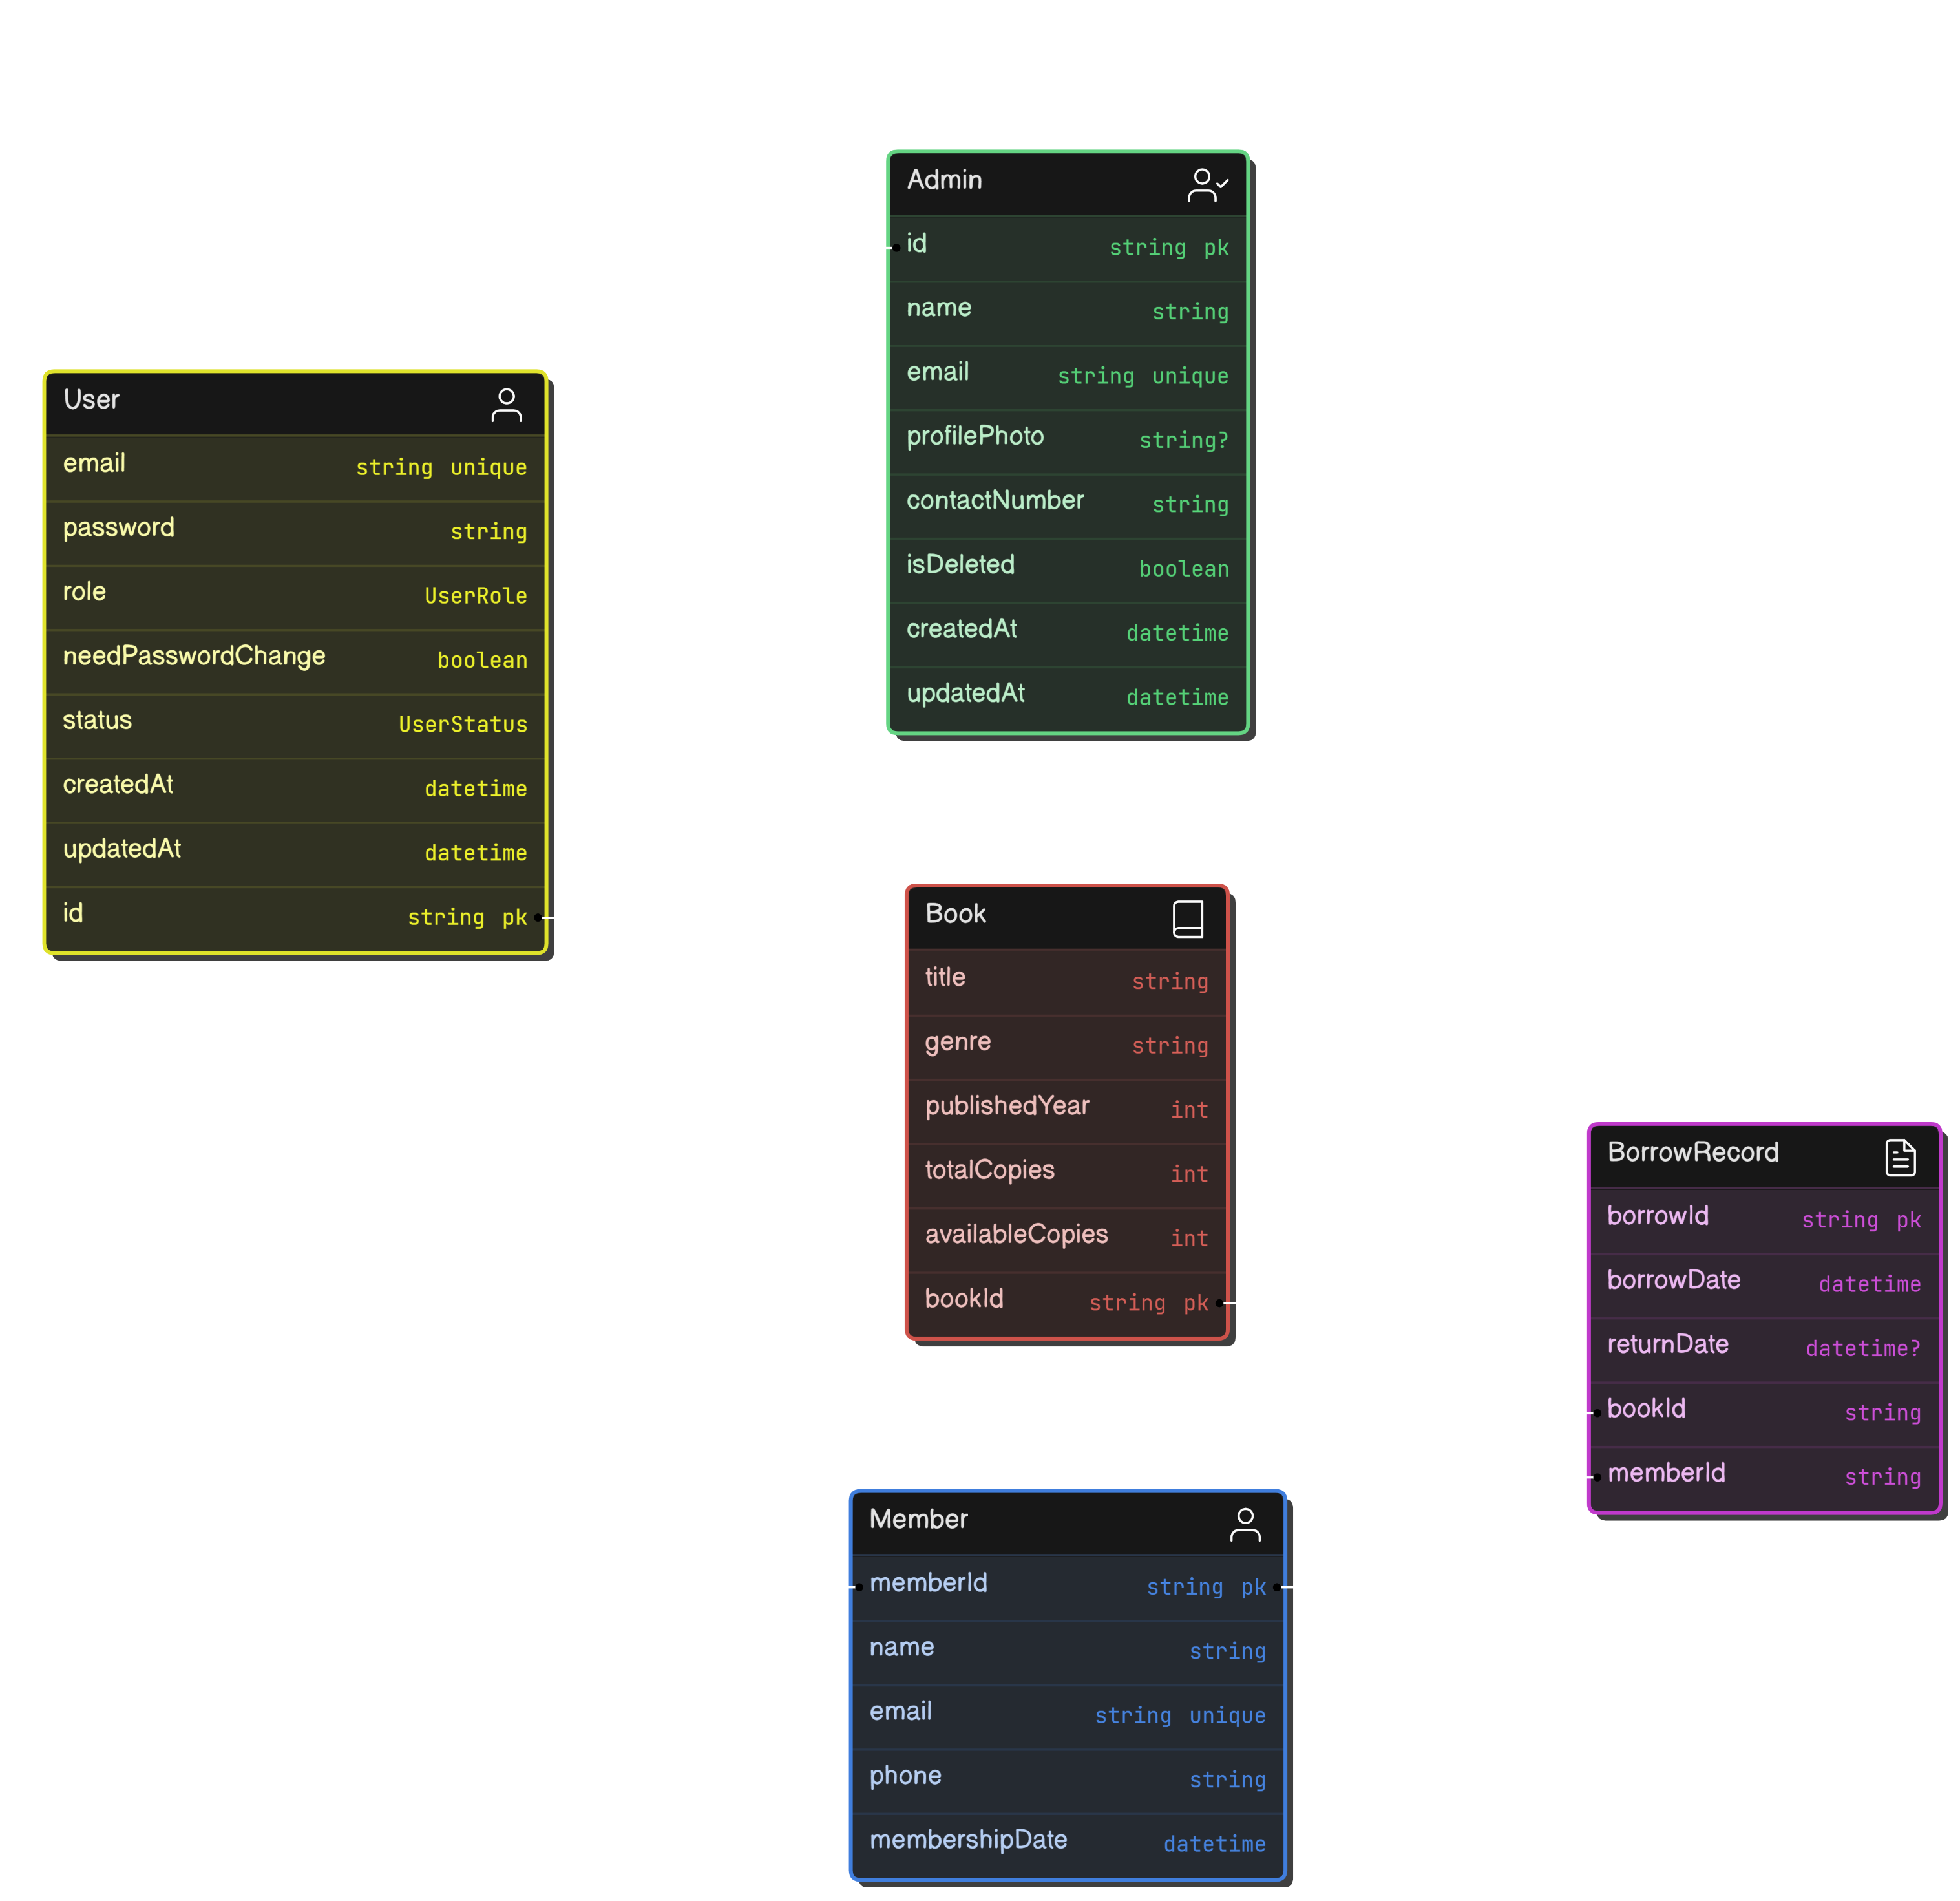 User
email string unique
password string
role UserRole
needPasswordChange boolean
status UserStatus
createdAt datetime
updatedAt datetime
id string pk
Admin
id string pk
name string
email string unique
profilePhoto string?
contactNumber string
isDeleted boolean
createdAt datetime
updatedAt datetime
Book
title string
genre string
publishedYear int
totalCopies int
availableCopies int
bookId string pk
Member
memberId string pk
name string
email string unique
phone string
membershipDate datetime
BorrowRecord
borrowId string pk
borrowDate datetime
returnDate datetime?
bookId string
memberId string